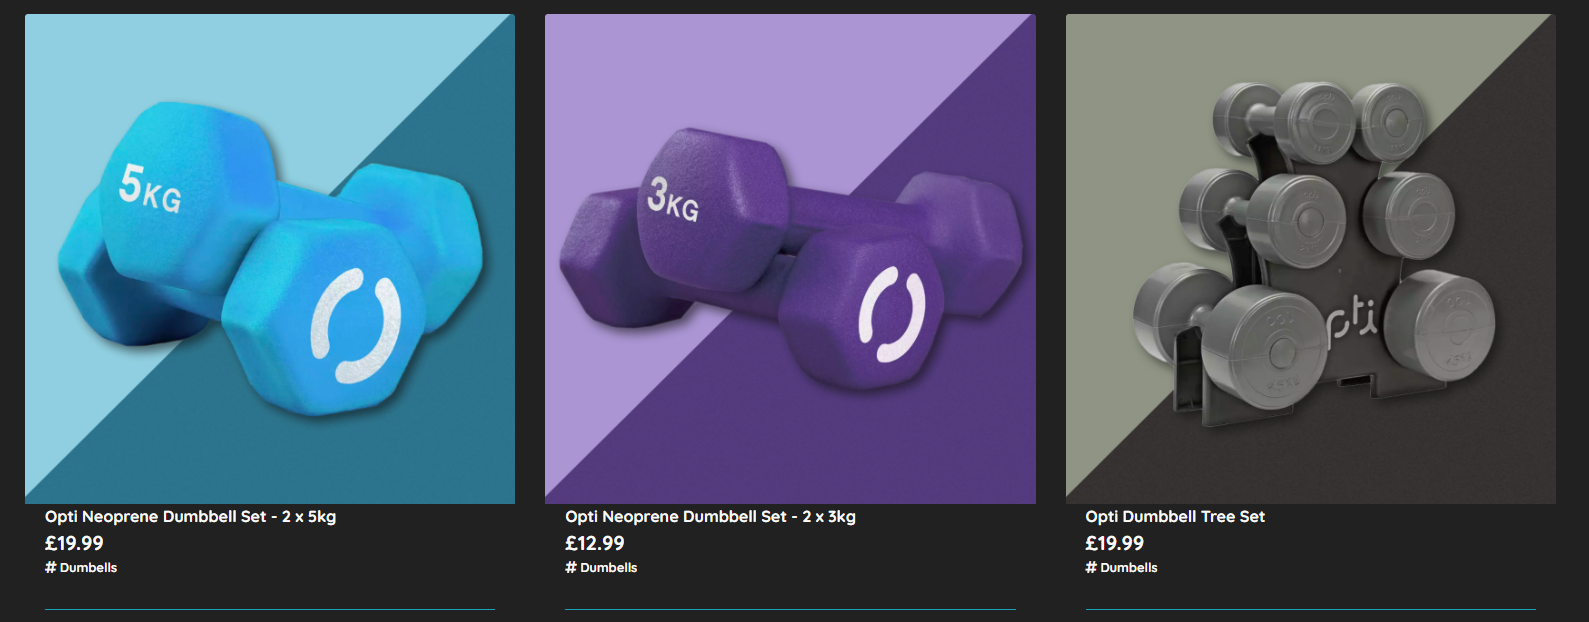 5KG
3KG
pti
Opti Neoprene Dumbbell Set - 2 x 5kg
£19.99
# Dumbells
Opti Neoprene Dumbbell Set - 2 x 3kg
£12.99
# Dumbells
Opti Dumbbell Tree Set
£19.99
# Dumbells